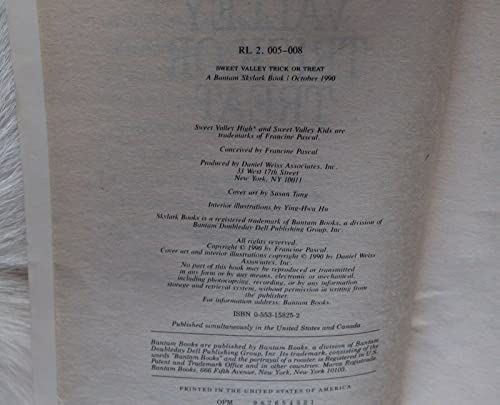 RL 2. 005-008
SWEET VALLEY TRICK OR TREAT
A Bantam Skylark Book / October 1990
Sweet Valley High® and Sweet Valley Kids are
trademarks of Francine Pascal.
Conceived by Francine Pascal
Produced by Daniel Weiss Associates, Inc.
33 West 17th Street
New York, NY 10011
Cover art by Susan Tang
Interior illustrations by Ying-Hwa Hu
Skylark Books is a registered trademark of Bantam Books, a division of
Bantam Doubleday Dell Publishing Group, Inc.
All rights reserved.
Copyright © 1990 by Francine Pascal.
Cover art and interior illustrations copyright © 1990 by Daniel Weiss
Associates, Inc.
No part of this book may be reproduced or transmitted
in any form or by any means, electronic or mechanical,
including photocopying, recording, or by any information
storage and retrieval system, without permission in writing from
the publisher.
For information address: Bantam Books.
ISBN 0-553-15825-2
Published simultaneously in the United States and Canada
Bantam Books are published by Bantam Books, a division of Bantam
Doubleday Dell Publishing Group, Inc. Its trademark, consisting of the
words "Bantam Books" and the portrayal of a rooster, is Registered in U.S.
Patent and Trademark Office and in other countries. Marca Registrada.
Bantam Books, 666 Fifth Avenue, New York, New York 10103.
PRINTED IN THE UNITED STATES OF AMERICA
OPM 987654321